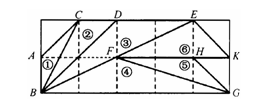 C D E
②
A ③ ⑥
① F H K
④ ⑤
B G